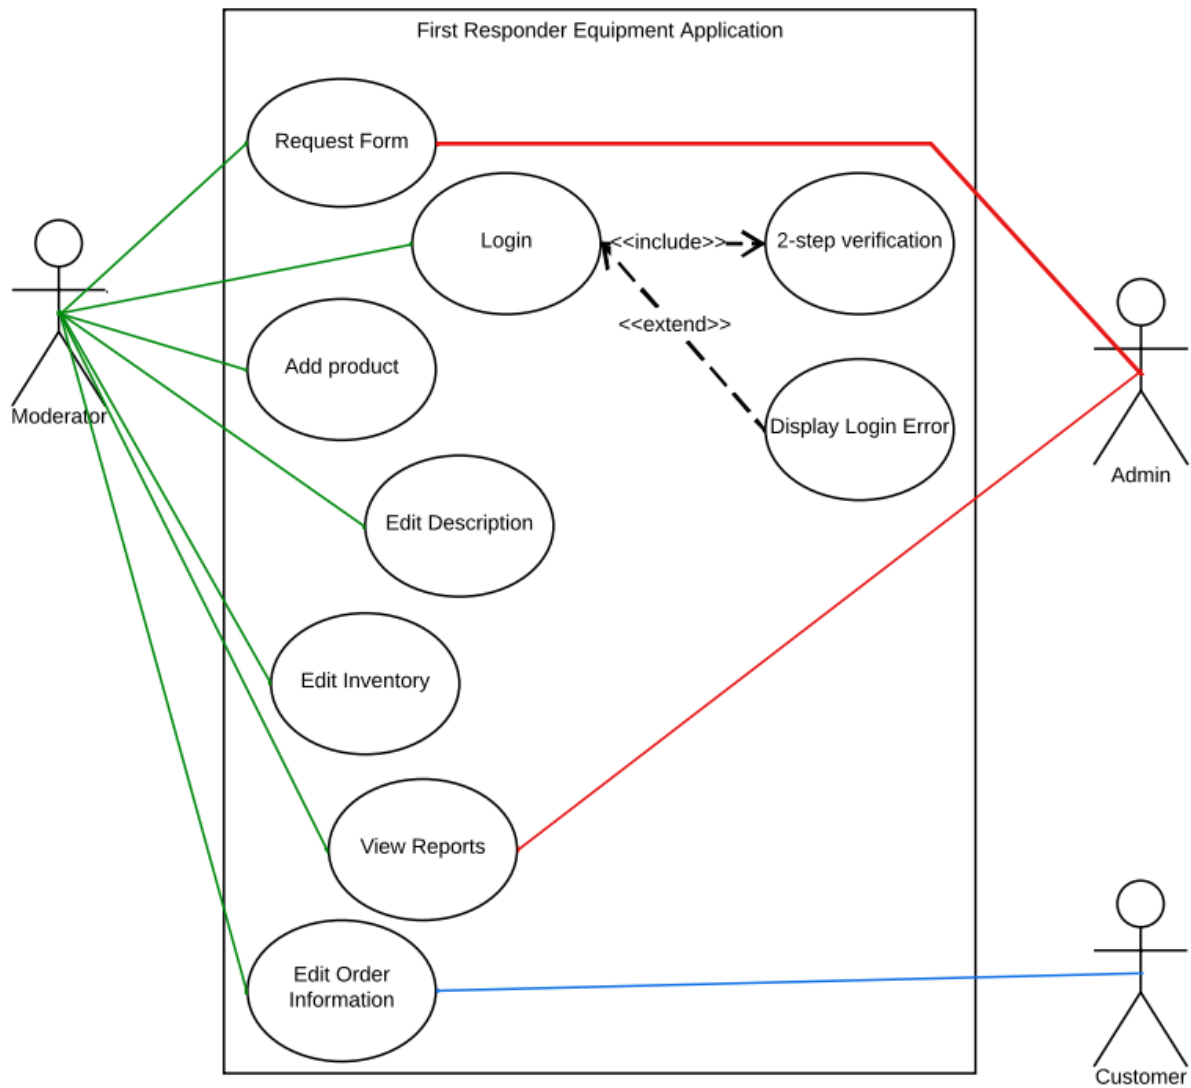 First Responder Equipment Application
Request Form
Login
<<include>>
2-step verification
<<extend>>
Add product
Moderator
Display Login Error
Admin
Edit Description
Edit Inventory
View Reports
Edit Order
Information
Customer